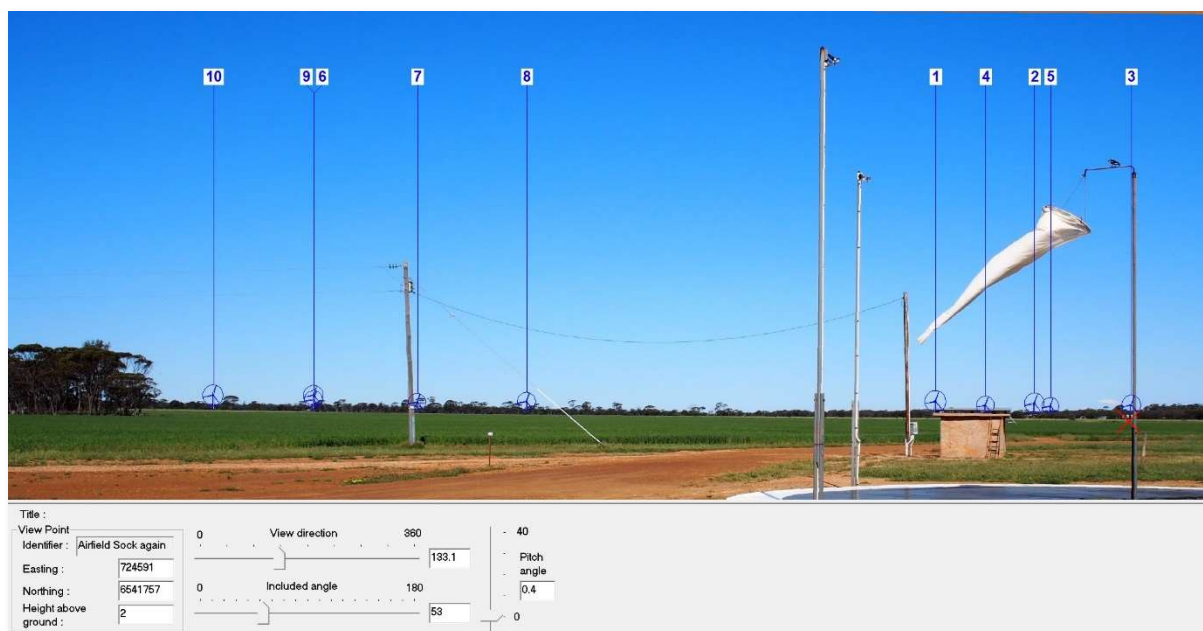 10 9 6 7 8 1 4 2 5 3
Title :
View Point
Identifier : Airfield Sock again
Easting : 724591
Northing : 6541757
Height above ground : 2
0 View direction 360
133.1
0 Included angle 180
53
40
Pitch angle
0.4
0